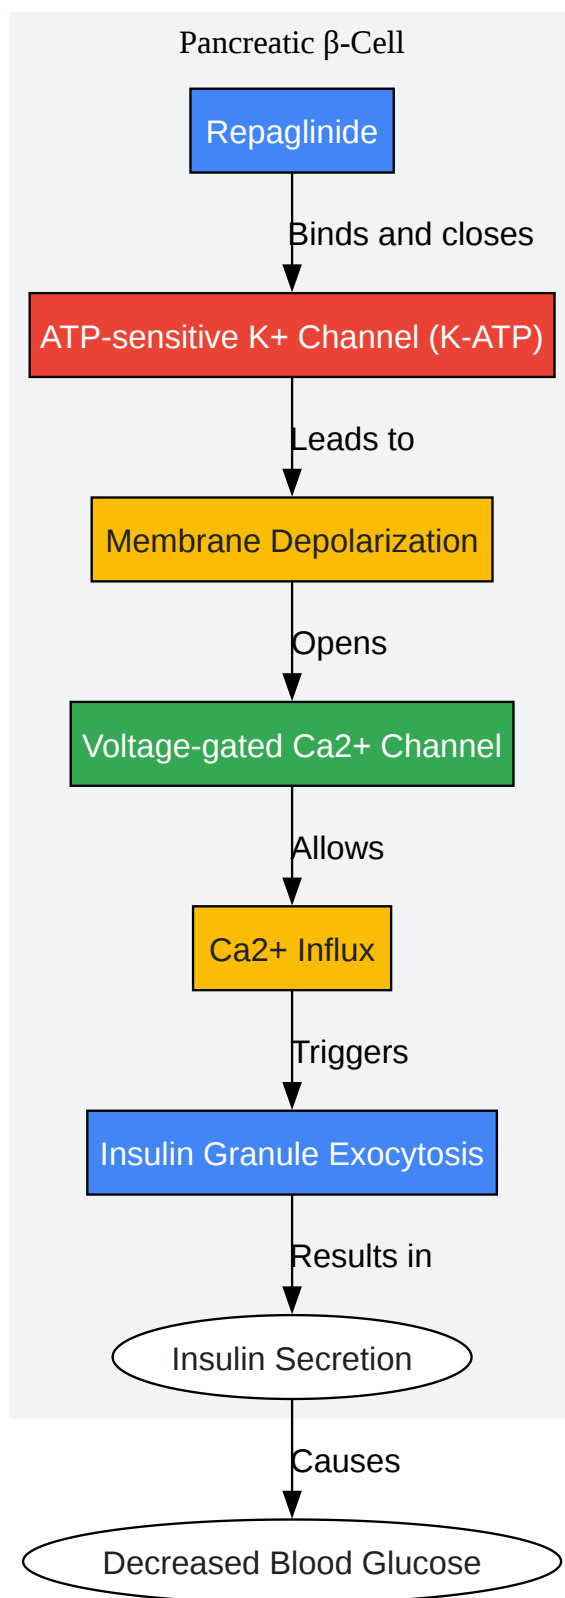 Pancreatic β-Cell
Repaglinide
Binds and closes
ATP-sensitive K+ Channel (K-ATP)
Leads to
Membrane Depolarization
Opens
Voltage-gated Ca2+ Channel
Allows
Ca2+ Influx
Triggers
Insulin Granule Exocytosis
Results in
Insulin Secretion
Causes
Decreased Blood Glucose